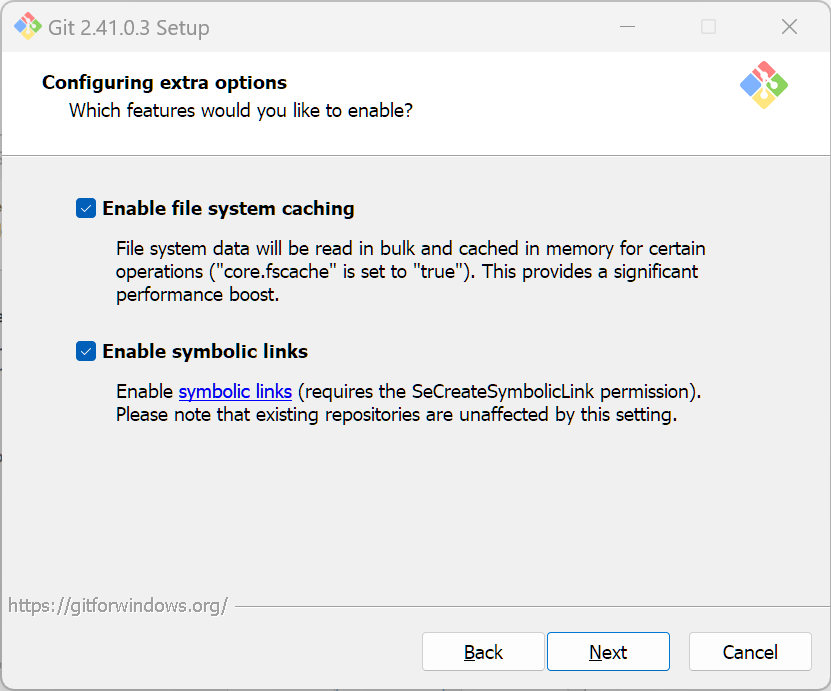 Git 2.41.0.3 Setup
Configuring extra options
Which features would you like to enable?
Enable file system caching
File system data will be read in bulk and cached in memory for certain
operations ("core.fscache" is set to "true"). This provides a significant
performance boost.
Enable symbolic links
Enable symbolic links (requires the SeCreateSymbolicLink permission).
Please note that existing repositories are unaffected by this setting.
https://gitforwindows.org/
Back Next Cancel